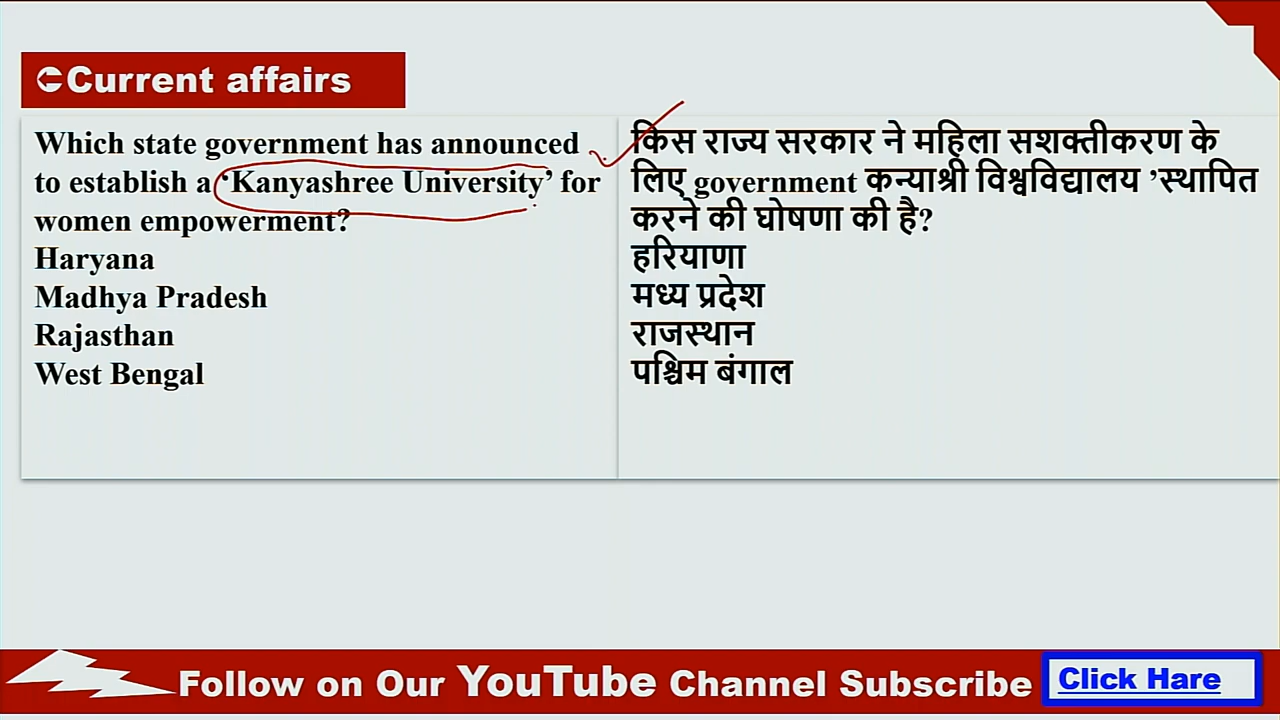 Current affairs
Which state government has announced
to establish a ‘Kanyashree University’ for
women empowerment?
Haryana
Madhya Pradesh
Rajasthan
West Bengal
किस राज्य सरकार ने महिला सशक्तीकरण के
लिए government कन्याश्री विश्वविद्यालय ’स्थापित
करने की घोषणा की है?
हरियाणा
मध्य प्रदेश
राजस्थान
पश्चिम बंगाल
Follow on Our YouTube Channel Subscribe
Click Hare